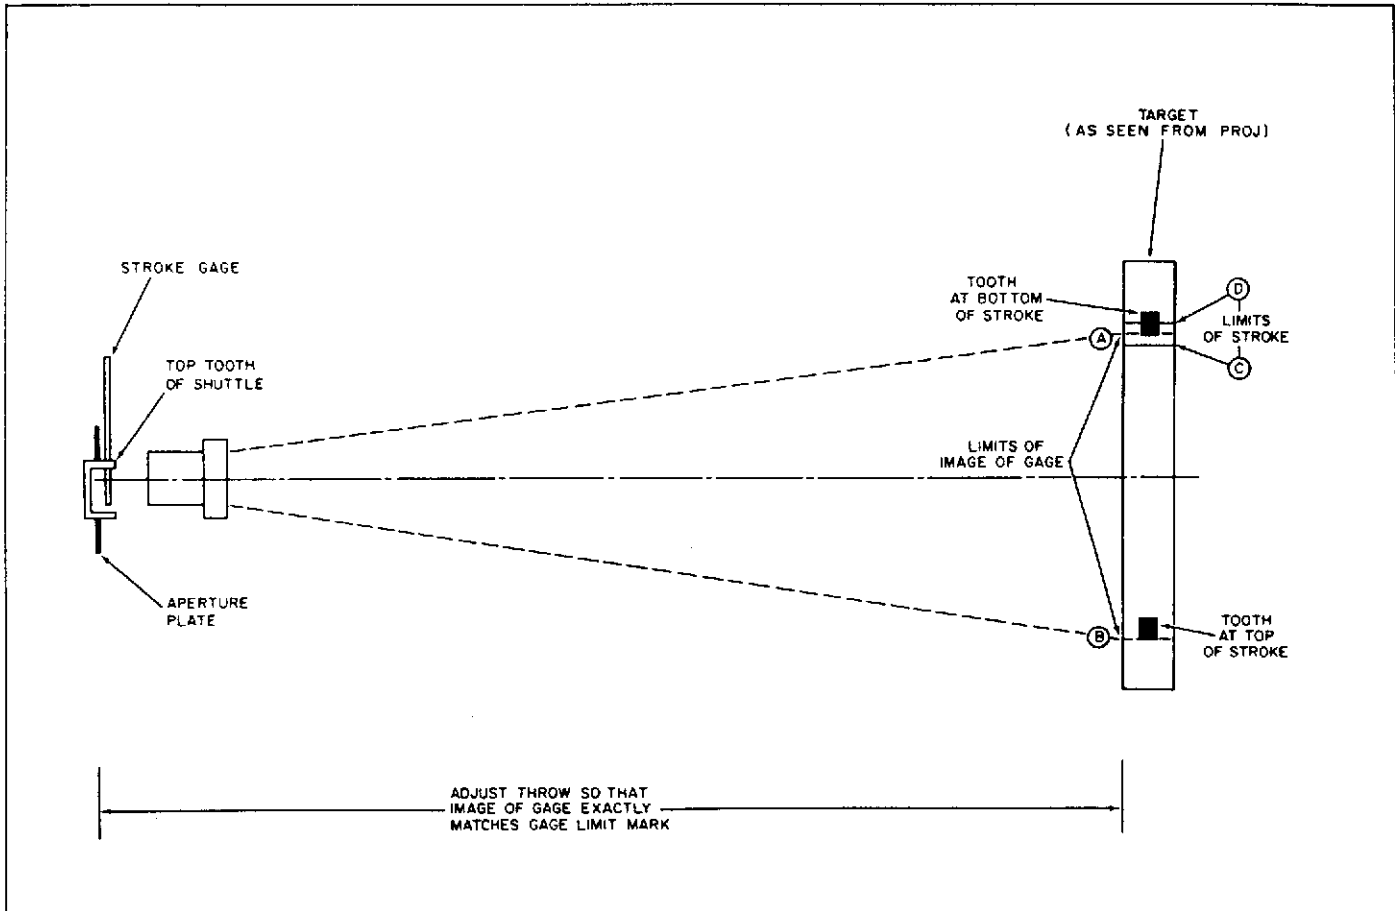 TARGET
(AS SEEN FROM PROJ)
STROKE GAGE
TOOTH
AT BOTTOM
OF STROKE
D
LIMITS
OF STROKE
A
C
TOP TOOTH
OF SHUTTLE
LIMITS OF
IMAGE OF GAGE
APERTURE
PLATE
B
TOOTH
AT TOP
OF STROKE
ADJUST THROW SO THAT
IMAGE OF GAGE EXACTLY
MATCHES GAGE LIMIT MARK